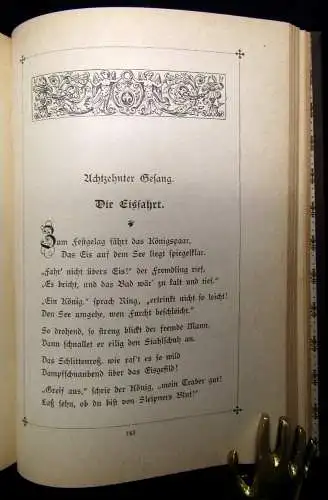 Achtzehnter Gesang.
Die Eisfahrt.
Zum Festgelag fährt das Königspaar,
Das Eis auf dem See liegt spiegelklar.
„Fahr' nicht übers Eis!“ der Fremdling rief,
„Es bricht, und das Bad wär' zu kalt und tief.“
„Ein König,“ sprach Ring, „ertrinkt nicht so leicht!
Den See umgehe, wen Furcht beschleicht.“
So drohend, so streng blickt der fremde Mann.
Dann schnallet er eilig den Stahlschuh an.
Das Schlittenroß, wie ras't es so wild
Dampfschnaubend über das Eisgefild!
„Greif aus,“ schrie der König, „mein Traber gut!
Laß sehn, ob du bist von Sleipners Blut!“